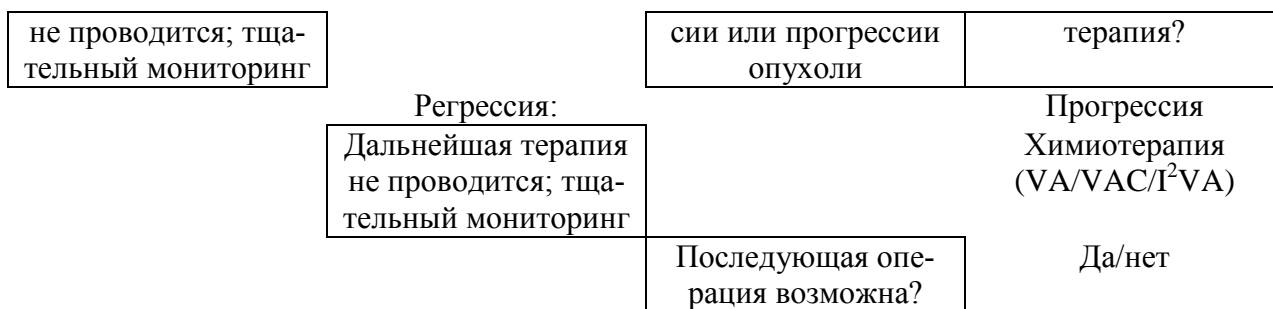 не проводится; тща-
тельный мониторинг
сии или прогрессии
опухоли
терапия?
Регрессия:
Прогрессия
Дальнейшая терапия
не проводится; тща-
тельный мониторинг
Химиотерапия
(VA/VAC/I²VA)
Последующая опе-
рация возможна?
Да/нет